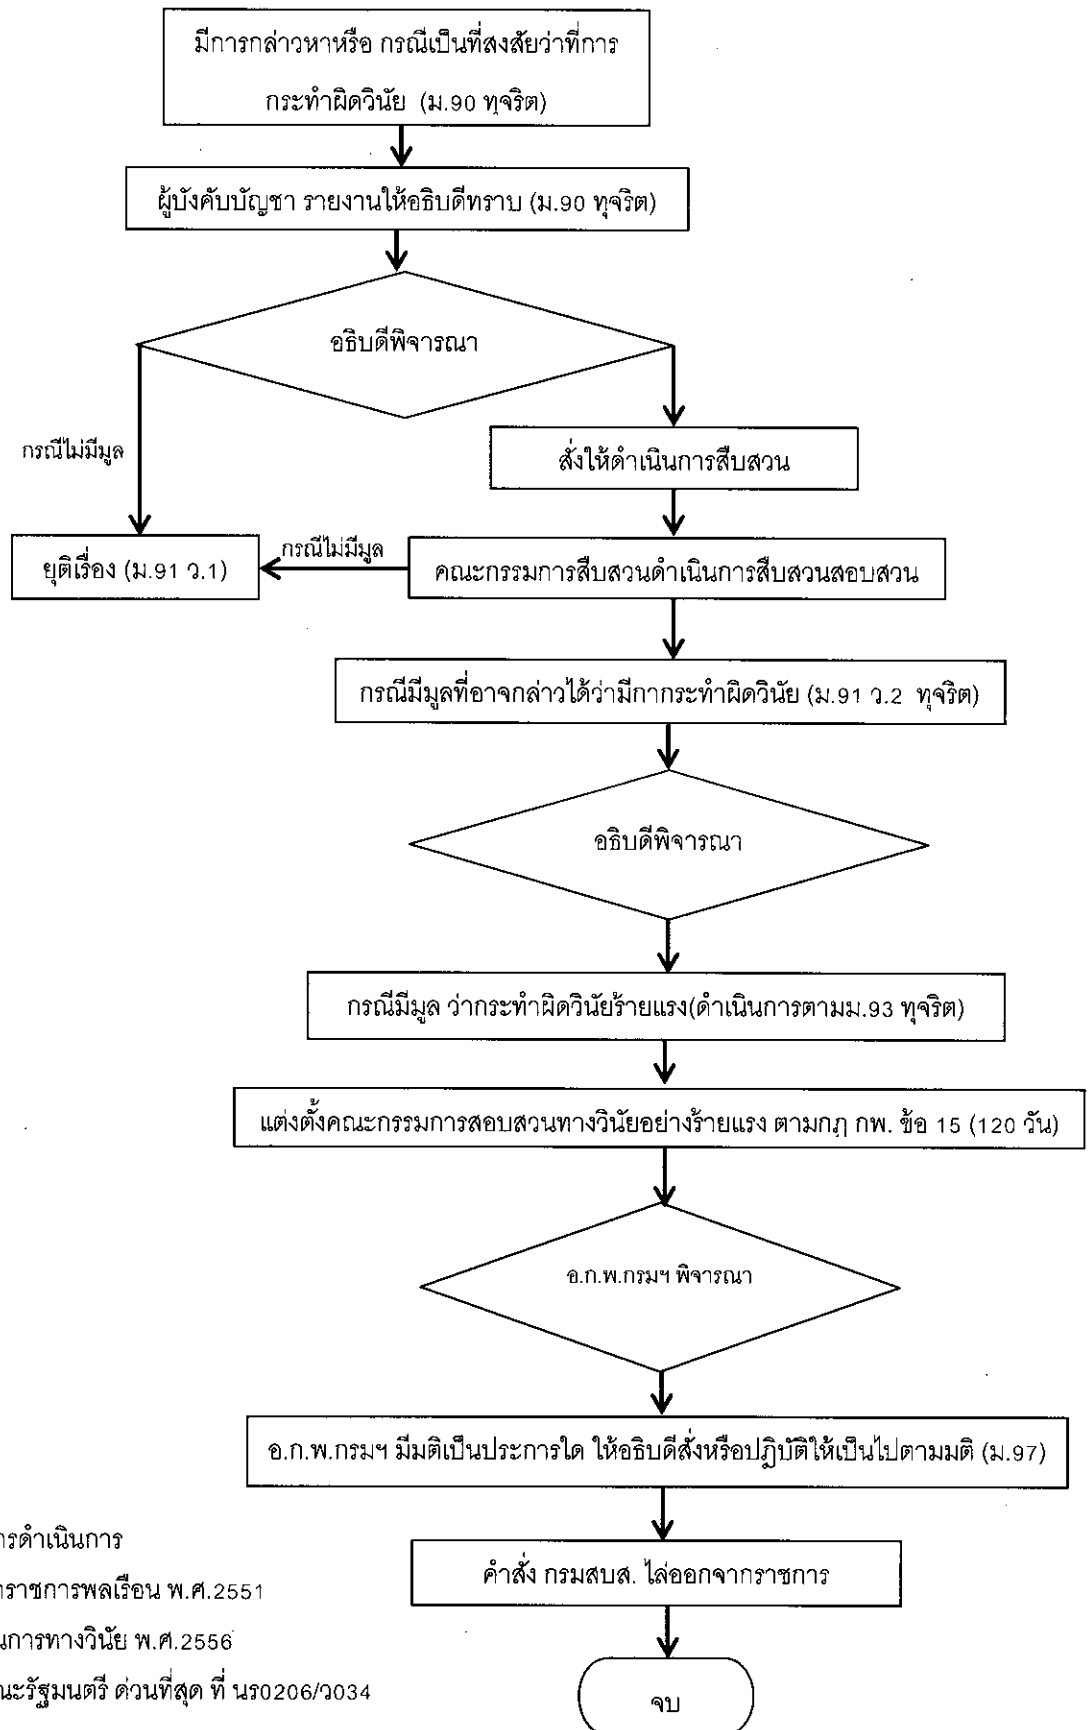 มีการกล่าวหาหรือ กรณีเป็นที่สงสัยว่าที่การ
กระทำผิดวินัย (ม.90 ทุจริต)
ผู้บังคับบัญชา รายงานให้อธิบดีทราบ (ม.90 ทุจริต)
อธิบดีพิจารณา
กรณีไม่มีมูล
สั่งให้ดำเนินการสืบสวน
ยุติเรื่อง (ม.91 ว.1)
กรณีไม่มีมูล
คณะกรรมการสืบสวนดำเนินการสืบสวนสอบสวน
กรณีมีมูลที่อาจกล่าวได้ว่ามีกากระทำผิดวินัย (ม.91 ว.2 ทุจริต)
อธิบดีพิจารณา
กรณีมีมูล ว่ากระทำผิดวินัยร้ายแรง(ดำเนินการตามม.93 ทุจริต)
แต่งตั้งคณะกรรมการสอบสวนทางวินัยอย่างร้ายแรง ตามกฎ กพ. ข้อ 15 (120 วัน)
อ.ก.พ.กรมฯ พิจารณา
อ.ก.พ.กรมฯ มีมติเป็นประการใด ให้อธิบดีสั่งหรือปฏิบัติให้เป็นไปตามมติ (ม.97)
คำสั่ง กรมสบส. ไล่ออกจากราชการ
จบ
ารดำเนินการ
ราชการพลเรือน พ.ศ.2551
นการทางวินัย พ.ศ.2556
ณะรัฐมนตรี ด่วนที่สุด ที่ นร0206/ว034